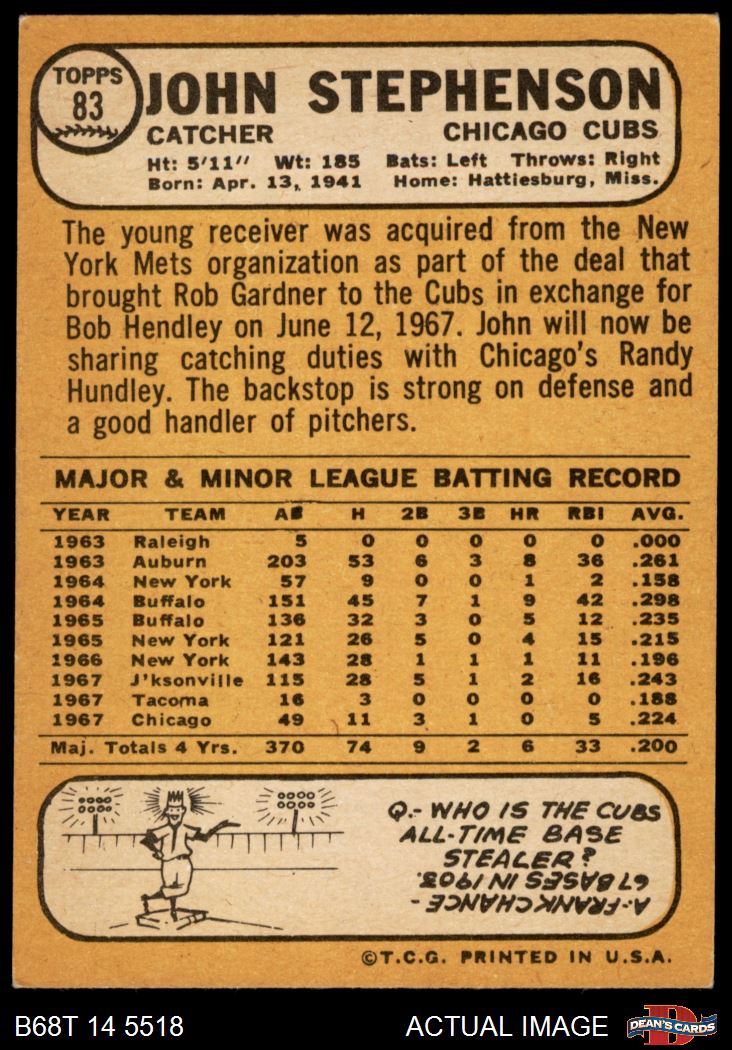 TOPPS
83
JOHN STEPHENSON
CATCHER CHICAGO CUBS
Ht: 5'11" Wt: 185 Bats: Left Throws: Right
Born: Apr. 13, 1941 Home: Hattiesburg, Miss.
The young receiver was acquired from the New
York Mets organization as part of the deal that
brought Rob Gardner to the Cubs in exchange for
Bob Hendley on June 12, 1967. John will now be
sharing catching duties with Chicago's Randy
Hundley. The backstop is strong on defense and
a good handler of pitchers.
MAJOR & MINOR LEAGUE BATTING RECORD
YEAR TEAM AB H 2B 3B HR RBI AVG.
1963 Raleigh 5 0 0 0 0 0 .000
1963 Auburn 203 53 6 3 8 36 .261
1964 New York 57 9 0 0 1 2 .158
1964 Buffalo 151 45 7 1 9 42 .298
1965 Buffalo 136 32 3 0 5 12 .235
1965 New York 121 26 5 0 4 15 .215
1966 New York 143 28 1 1 1 11 .196
1967 J'ksonville 115 28 5 1 2 16 .243
1967 Tacoma 16 3 0 0 0 0 .188
1967 Chicago 49 11 3 1 0 5 .224
Maj. Totals 4 Yrs. 370 74 9 2 6 33 .200
Q.- WHO IS THE CUBS
ALL-TIME BASE
STEALER?
A.-FRANK CHANCE -
67 BASES IN 1903.
©T.C.G. PRINTED IN U.S.A.
B68T 14 5518 ACTUAL IMAGE
DEAN'S CARDS